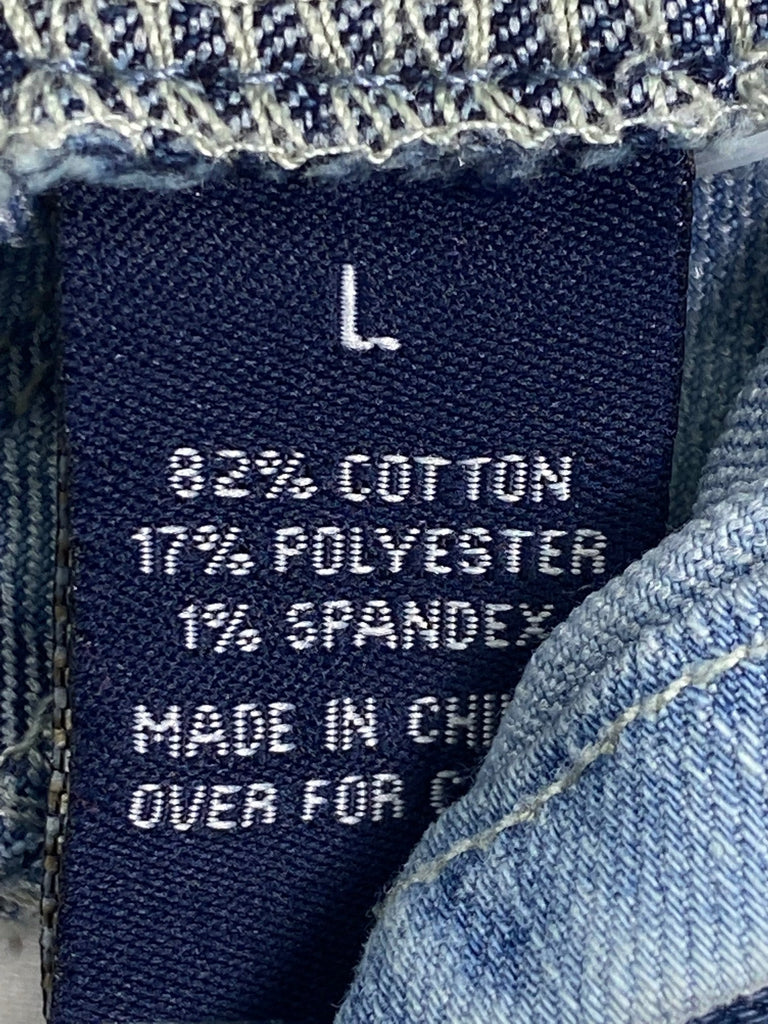 L
82% COTTON
17% POLYESTER
1% SPANDEX
MADE IN
OVER FOR